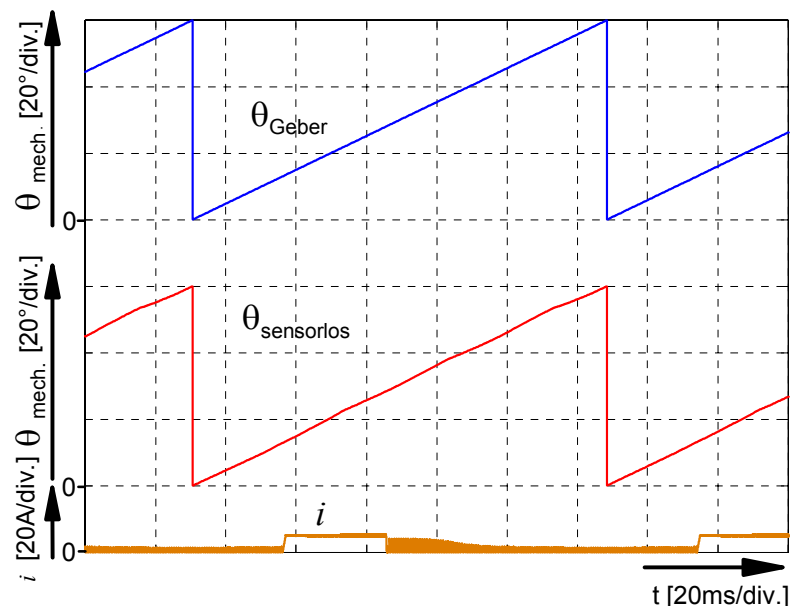 θ mech. [20°/div.]
θGeber
0
θ mech. [20°/div.]
θsensorlos
0
i [20A/div.]
i
0
t [20ms/div.]